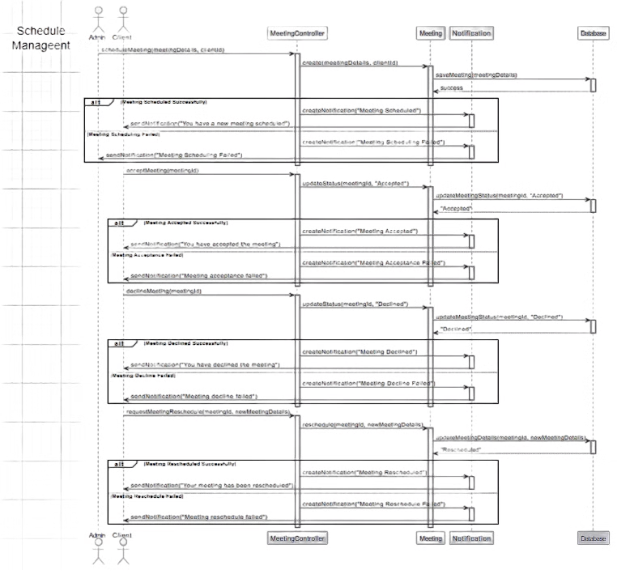 Schedule
Manageent
Admin Client MeetingController Meeting Notification Database
scheduleMeeting(meetingDetails, clientId)
create(meetingDetails, clientId)
saveMeeting(meetingDetails)
success
alt [Meeting Scheduled Successfully]
createNotification("Meeting Scheduled")
sendNotification("You have a new meeting scheduled")
[Meeting Scheduling Failed]
createNotification("Meeting Scheduling Failed")
sendNotification("Meeting Scheduling Failed")
acceptMeeting(meetingId)
updateStatus(meetingId, "Accepted")
updateMeetingStatus(meetingId, "Accepted")
"Accepted"
alt [Meeting Accepted Successfully]
createNotification("Meeting Accepted")
sendNotification("You have accepted the meeting")
[Meeting Acceptance Failed]
createNotification("Meeting Acceptance Failed")
sendNotification("Meeting acceptance failed")
declineMeeting(meetingId)
updateStatus(meetingId, "Declined")
updateMeetingStatus(meetingId, "Declined")
"Declined"
alt [Meeting Declined Successfully]
createNotification("Meeting Declined")
sendNotification("You have declined the meeting")
[Meeting Decline Failed]
createNotification("Meeting Decline Failed")
sendNotification("Meeting decline failed")
requestMeetingReschedule(meetingId, newMeetingDetails)
reschedule(meetingId, newMeetingDetails)
updateMeetingDetails(meetingId, newMeetingDetails)
"Rescheduled"
alt [Meeting Rescheduled Successfully]
createNotification("Meeting Rescheduled")
sendNotification("Your meeting has been rescheduled")
[Meeting Reschedule Failed]
createNotification("Meeting Reschedule Failed")
sendNotification("Meeting reschedule failed")
Admin Client MeetingController Meeting Notification Database